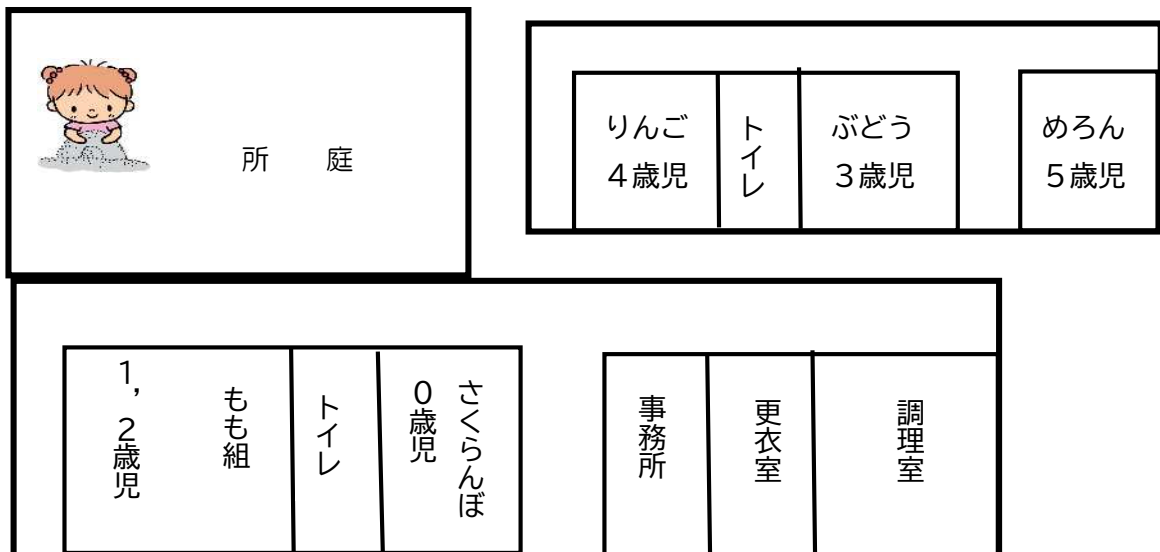 所　庭
りんご
４歳児
トイレ
ぶどう
３歳児
めろん
５歳児
もも組
１，２歳児
トイレ
さくらんぼ
０歳児
事務所
更衣室
調理室